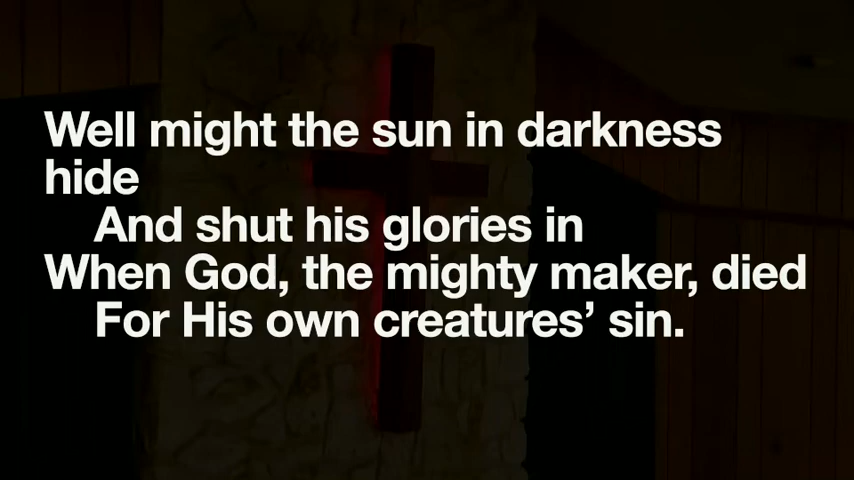 Well might the sun in darkness
hide
And shut his glories in
When God, the mighty maker, died
For His own creatures’ sin.